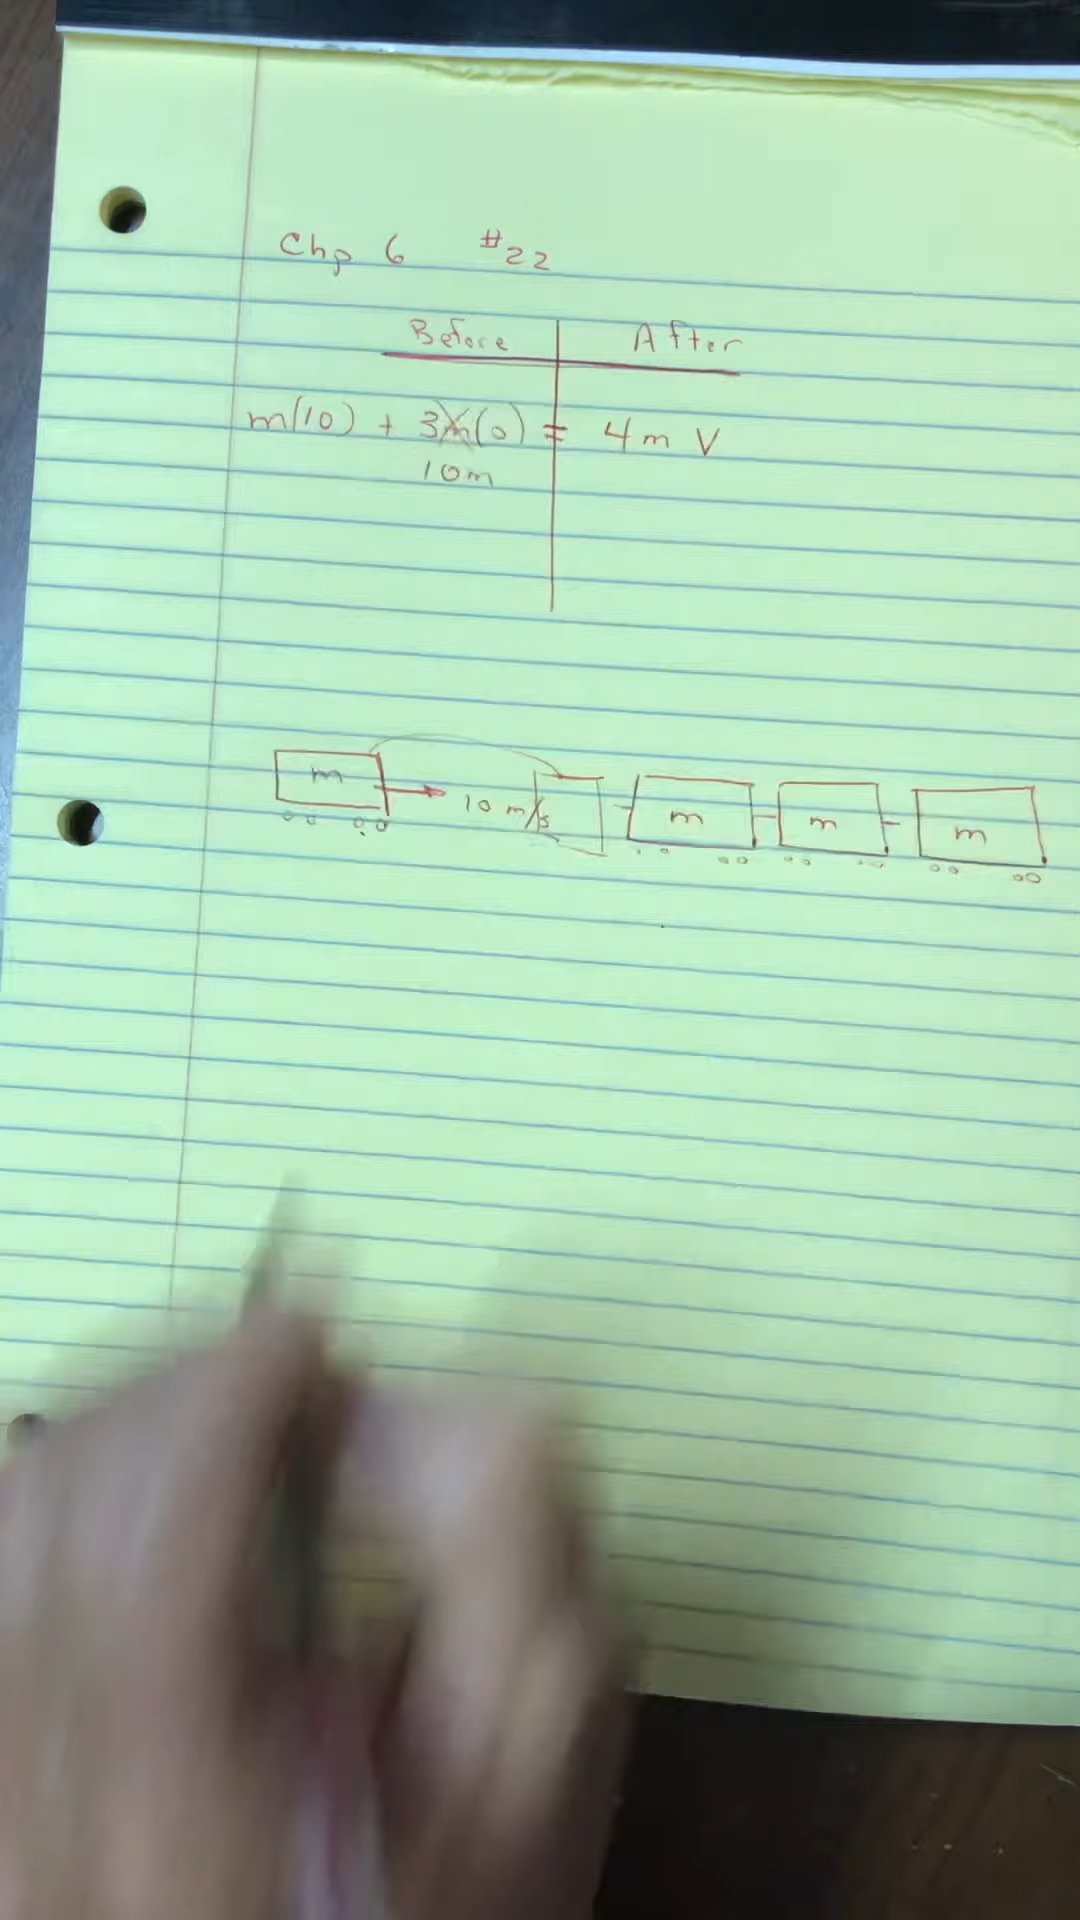 Chp 6 #22
Before After
m(10) + 3m(0) = 4m V
10m
m 10 m/s m m m